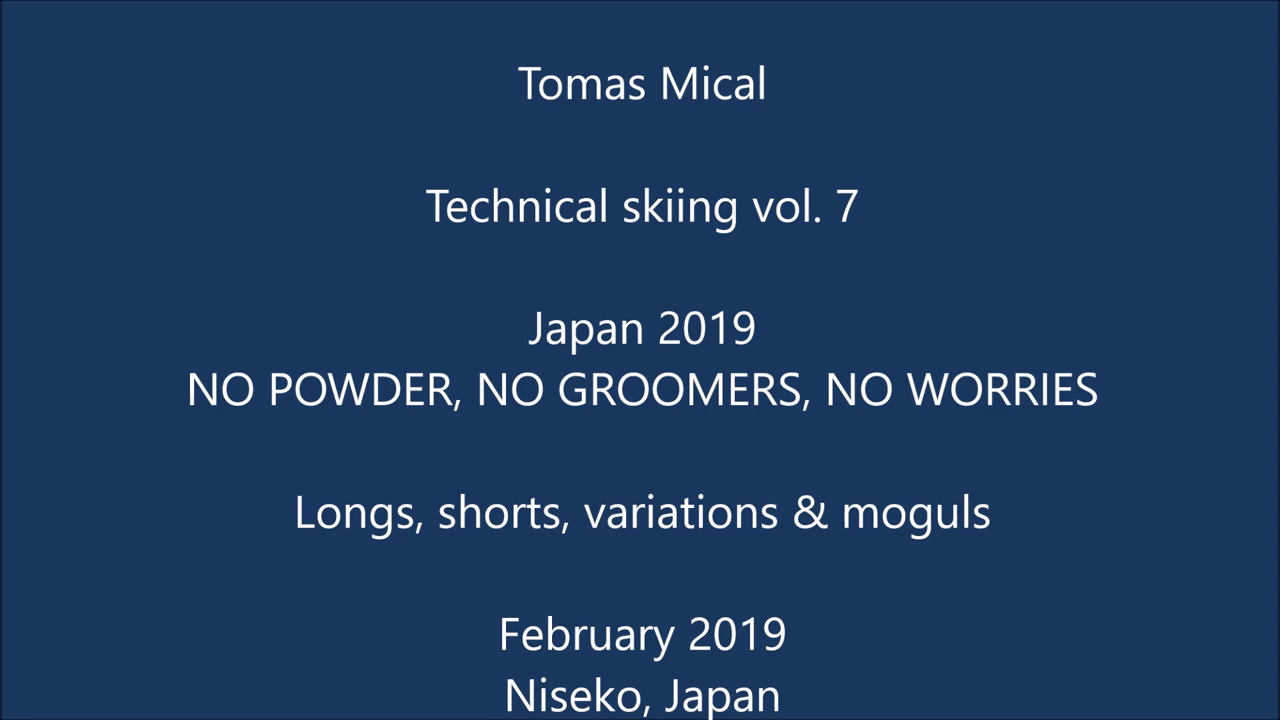 Tomas Mical
Technical skiing vol. 7
Japan 2019
NO POWDER, NO GROOMERS, NO WORRIES
Longs, shorts, variations & moguls
February 2019
Niseko, Japan